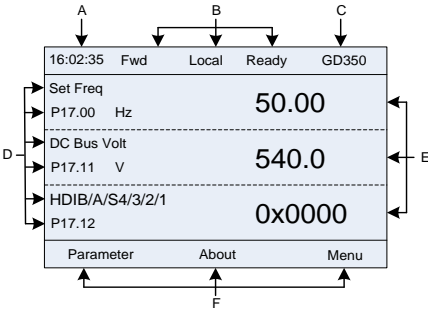 A B C
16:02:35 Fwd Local Ready GD350
Set Freq
P17.00 Hz 50.00
DC Bus Volt
P17.11 V 540.0
HDIB/A/S4/3/2/1
P17.12 0x0000
D E
Parameter About Menu
F